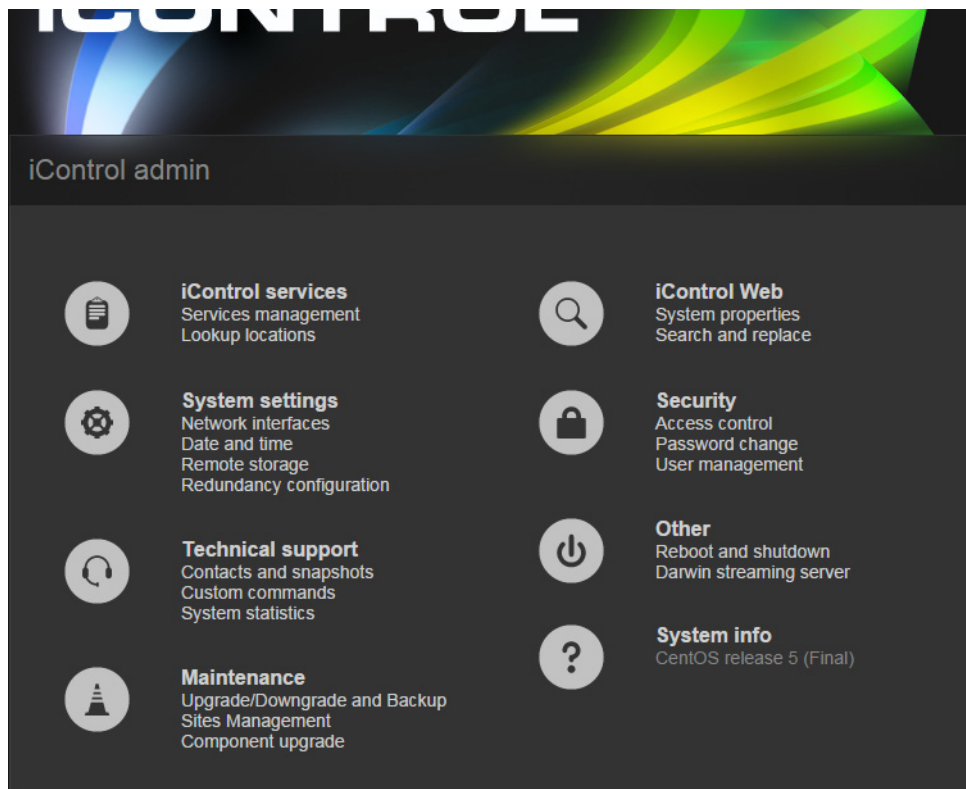 iCONTROL
iControl admin
iControl services
Services management
Lookup locations
System settings
Network interfaces
Date and time
Remote storage
Redundancy configuration
Technical support
Contacts and snapshots
Custom commands
System statistics
Maintenance
Upgrade/Downgrade and Backup
Sites Management
Component upgrade
iControl Web
System properties
Search and replace
Security
Access control
Password change
User management
Other
Reboot and shutdown
Darwin streaming server
System info
CentOS release 5 (Final)